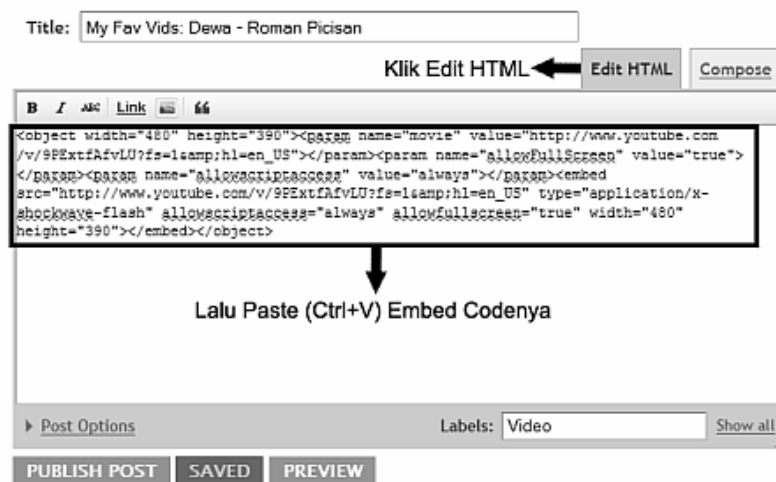 Title: My Fav Vids: Dewa - Roman Picisan
Klik Edit HTML Edit HTML Compose
B I ABC Link
<object width="480" height="390"><param name="movie" value="http://www.youtube.com
/v/9PExtfAfvLU?fs=1&amp;hl=en_US"></param><param name="allowFullScreen" value="true">
</param><param name="allowscriptaccess" value="always"></param><embed
src="http://www.youtube.com/v/9PExtfAfvLU?fs=1&amp;hl=en_US" type="application/x-
shockwave-flash" allowscriptaccess="always" allowfullscreen="true" width="480"
height="390"></embed></object>
Lalu Paste (Ctrl+V) Embed Codenya
Post Options Labels: Video Show all
PUBLISH POST SAVED PREVIEW